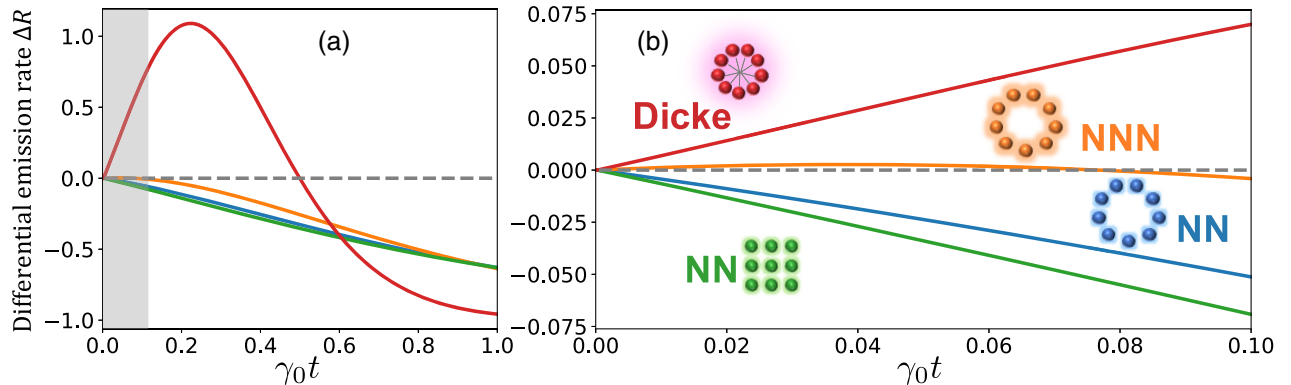 Differential emission rate ΔR
1.0
0.5
0.0
−0.5
−1.0
(a)
0.0 0.2 0.4 0.6 0.8 1.0
γ₀t
0.075
0.050
0.025
0.000
−0.025
−0.050
−0.075
(b)
Dicke
NNN
NN
NN
0.00 0.02 0.04 0.06 0.08 0.10
γ₀t